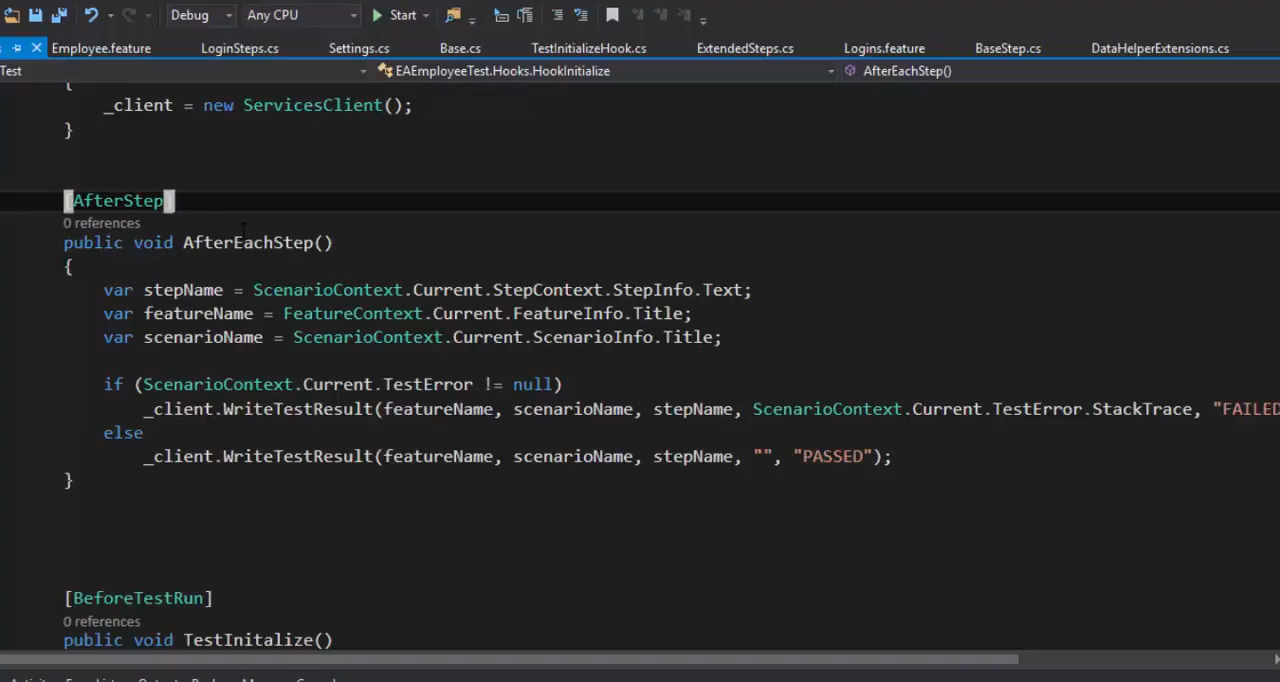 Debug Any CPU Start
Employee.feature LoginSteps.cs Settings.cs Base.cs TestInitializeHook.cs ExtendedSteps.cs Logins.feature BaseStep.cs DataHelperExtensions.cs
Test EAEmployeeTest.Hooks.HookInitialize AfterEachStep()
{
_client = new ServicesClient();
}
[AfterStep]
0 references
public void AfterEachStep()
{
var stepName = ScenarioContext.Current.StepContext.StepInfo.Text;
var featureName = FeatureContext.Current.FeatureInfo.Title;
var scenarioName = ScenarioContext.Current.ScenarioInfo.Title;
if (ScenarioContext.Current.TestError != null)
_client.WriteTestResult(featureName, scenarioName, stepName, ScenarioContext.Current.TestError.StackTrace, "FAILED
else
_client.WriteTestResult(featureName, scenarioName, stepName, "", "PASSED");
}
[BeforeTestRun]
0 references
public void TestInitalize()